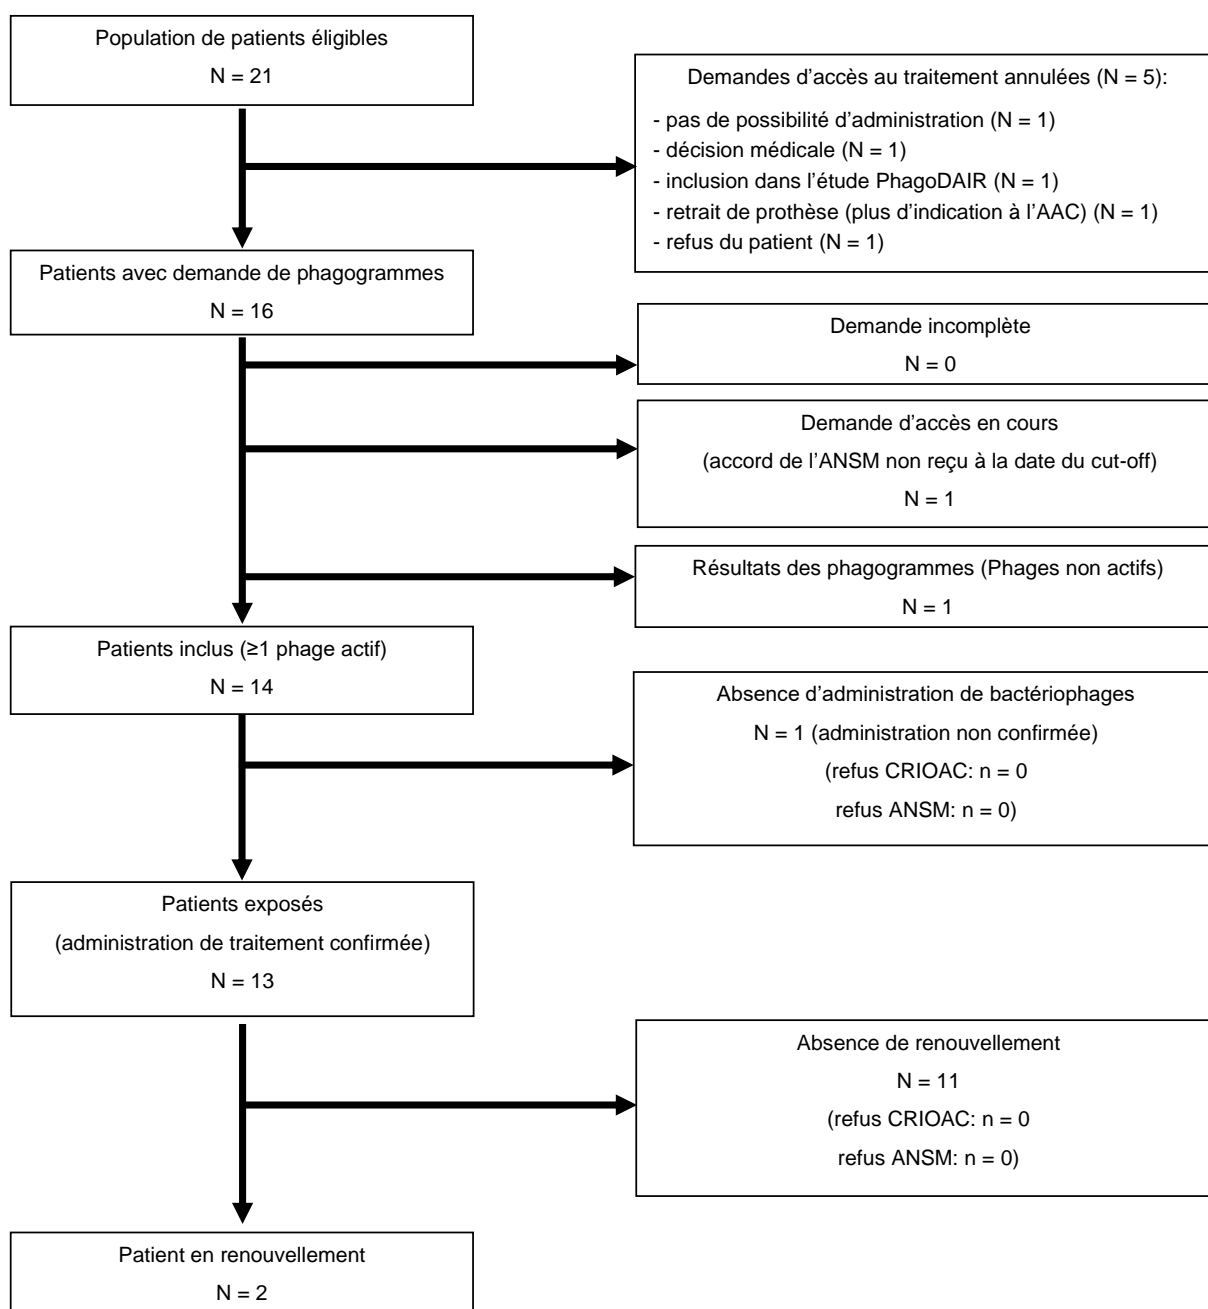 Population de patients éligibles
N = 21
Demandes d’accès au traitement annulées (N = 5):
- pas de possibilité d’administration (N = 1)
- décision médicale (N = 1)
- inclusion dans l’étude PhagoDAIR (N = 1)
- retrait de prothèse (plus d’indication à l’AAC) (N = 1)
- refus du patient (N = 1)
Patients avec demande de phagogrammes
N = 16
Demande incomplète
N = 0
Demande d’accès en cours
(accord de l’ANSM non reçu à la date du cut-off)
N = 1
Résultats des phagogrammes (Phages non actifs)
N = 1
Patients inclus (≥1 phage actif)
N = 14
Absence d’administration de bactériophages
N = 1 (administration non confirmée)
(refus CRIOAC: n = 0
refus ANSM: n = 0)
Patients exposés
(administration de traitement confirmée)
N = 13
Absence de renouvellement
N = 11
(refus CRIOAC: n = 0
refus ANSM: n = 0)
Patient en renouvellement
N = 2